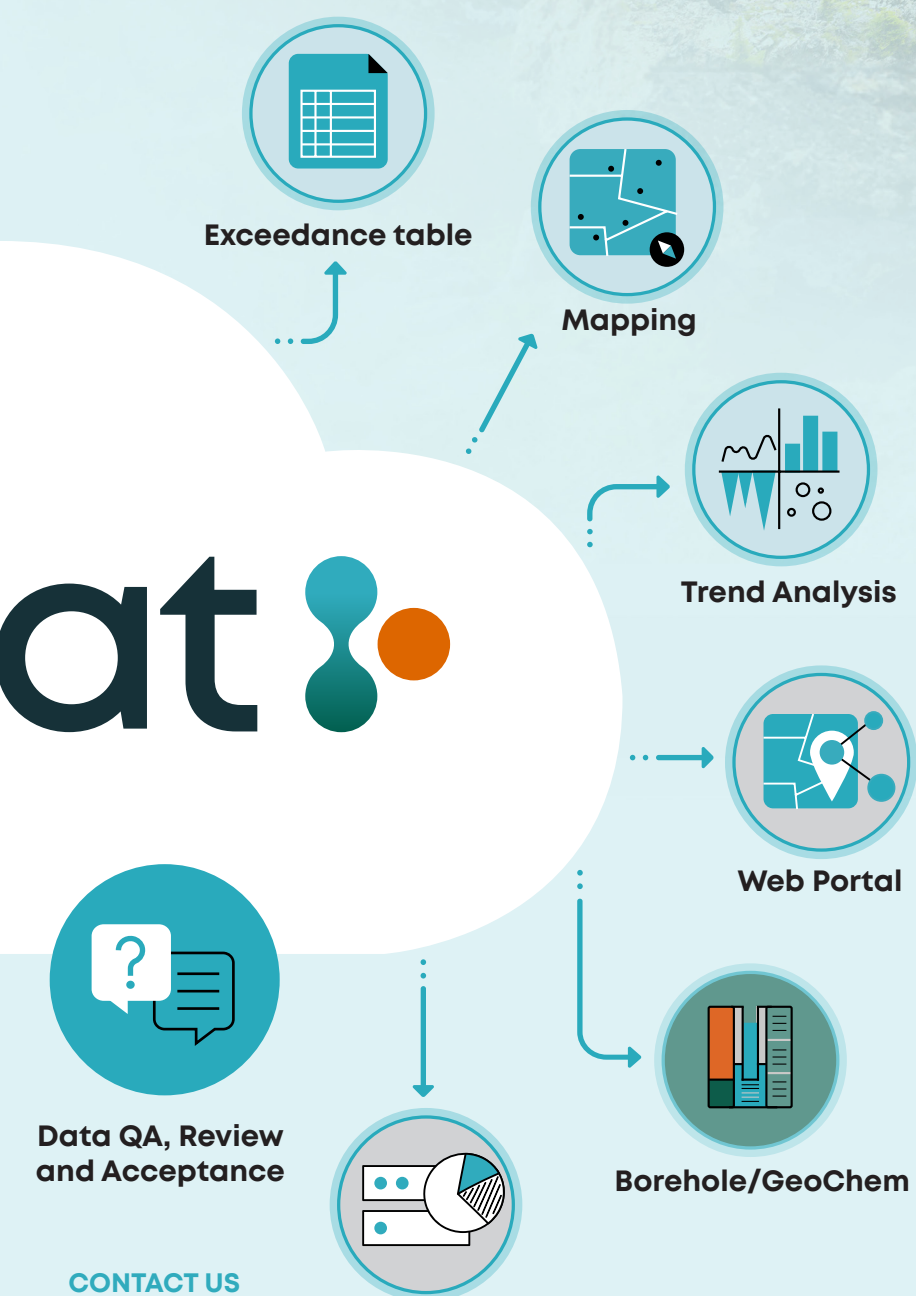 Exceedance table
Mapping
Trend Analysis
at
Web Portal
?
Data QA, Review
and Acceptance
Borehole/GeoChem
CONTACT US